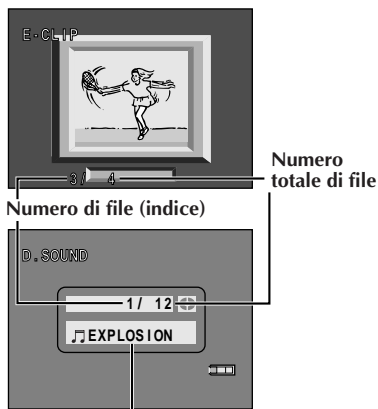 E-CLIP
3/ 4
Numero
totale di file
Numero di file (indice)
D.SOUND
1/ 12
EXPLOSION